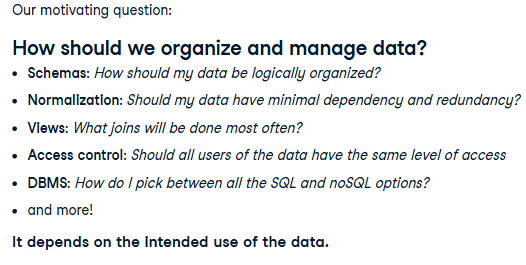 Our motivating question:
How should we organize and manage data?
• Schemas: How should my data be logically organized?
• Normalization: Should my data have minimal dependency and redundancy?
• Views: What joins will be done most often?
• Access control: Should all users of the data have the same level of access
• DBMS: How do I pick between all the SQL and noSQL options?
• and more!
It depends on the intended use of the data.